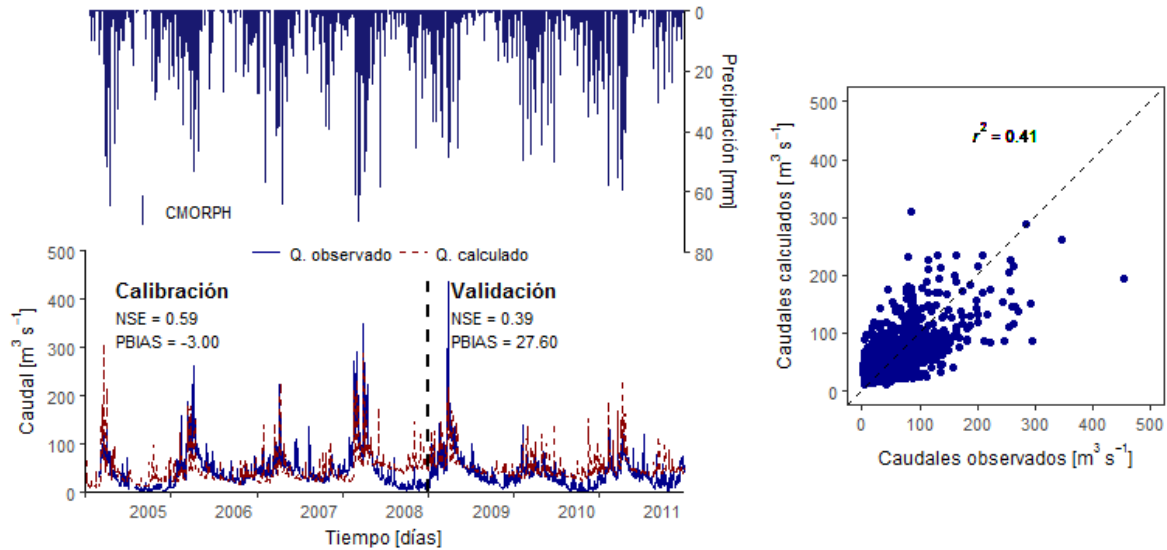 0
20
40
60
80
Precipitación [mm]
CMORPH
500
400
300
200
100
0
Caudal [m³ s⁻¹]
Q. observado
Q. calculado
Calibración
NSE = 0.59
PBIAS = -3.00
Validación
NSE = 0.39
PBIAS = 27.60
2005 2006 2007 2008 2009 2010 2011
Tiempo [días]
500
400
300
200
100
0
Caudales calculados [m³ s⁻¹]
r² = 0.41
0 100 200 300 400 500
Caudales observados [m³ s⁻¹]